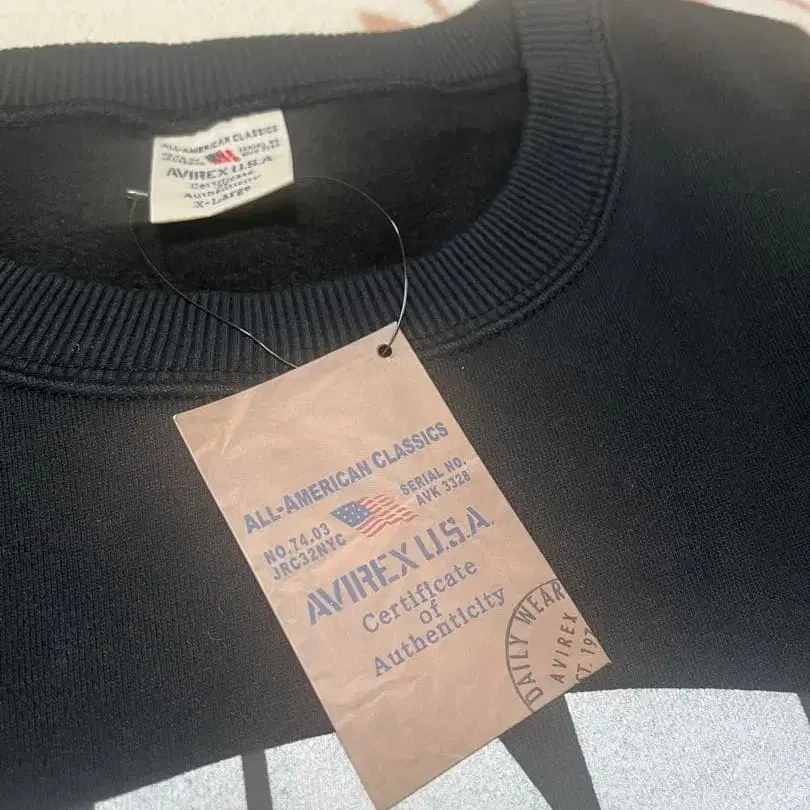 ALL-AMERICAN CLASSICS
AVIREX U.S.A.
Certificate
Authenticity
X-Large
ALL-AMERICAN CLASSICS
NO.74.03
JRC32NYC
SERIAL NO.
AVK 3328
AVIREX U.S.A.
Certificate
of
Authenticity
DAILY WEAR
AVIREX